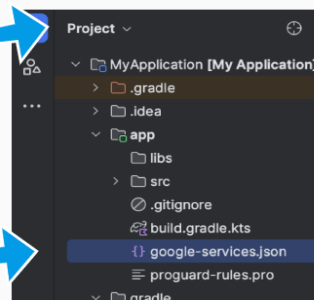 Project
MyApplication [My Application]
.gradle
.idea
app
libs
src
.gitignore
build.gradle.kts
google-services.json
proguard-rules.pro
gradle